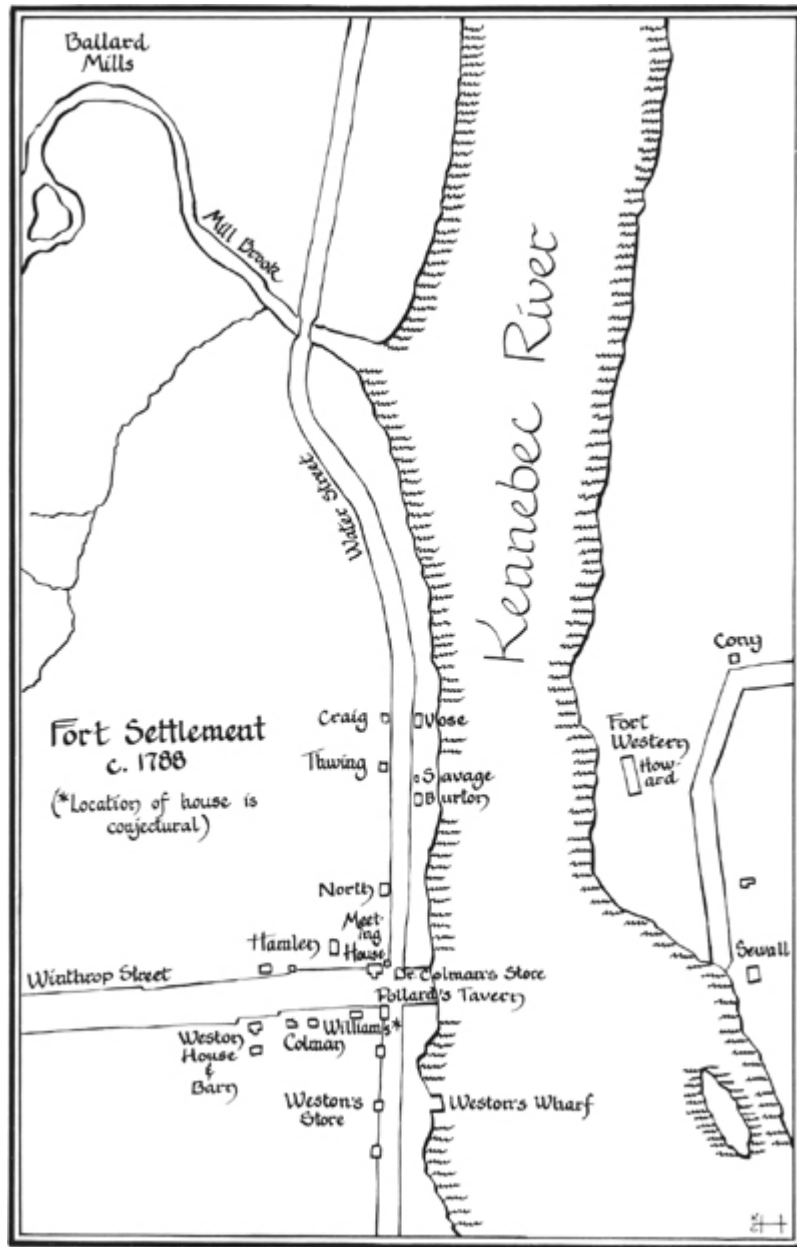 Ballard
Mills
Mill Brook
Water Street
Kennebec River
Cony
Fort
Western
How-
ard
Craig
Vose
Fort Settlement
c. 1788
(*Location of house is
conjectural)
Thwing
Savage
Burton
North
Meet-
ing
House
Hamlen
Sewall
Winthrop Street
Dr Colman's Store
Pollard's Tavern
Williams*
Weston
House
&
Barn
Colman
Weston's
Store
Weston's Wharf